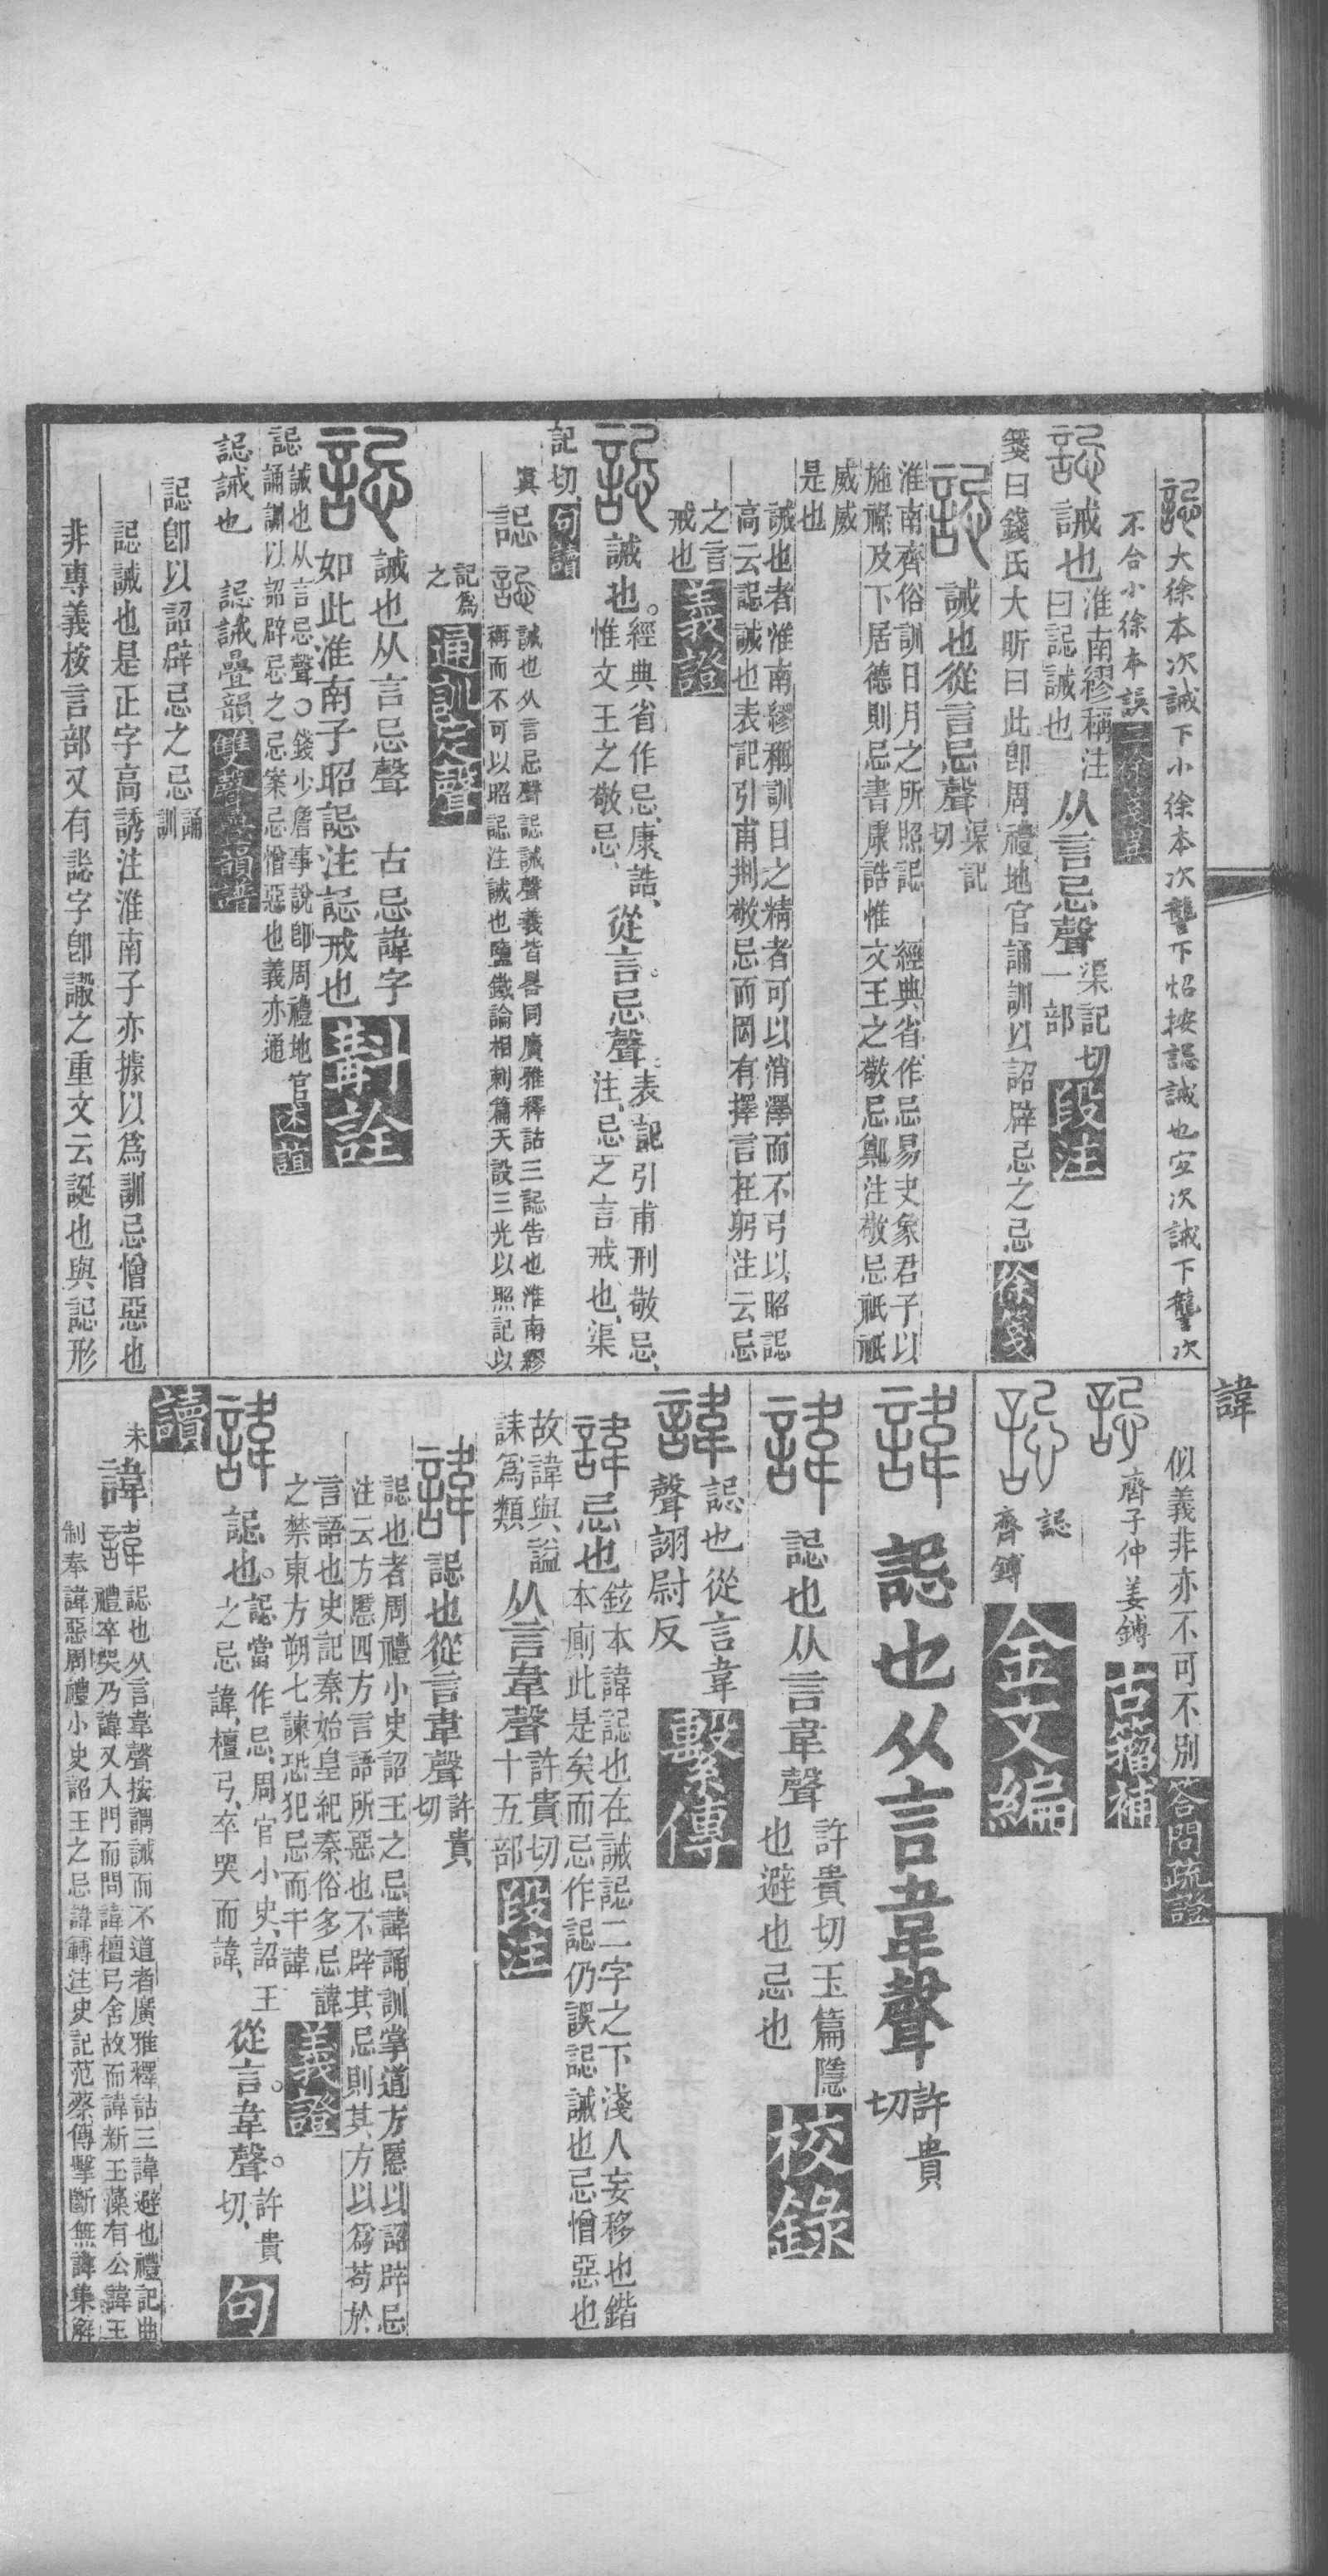 諅大徐本次誡下小徐本次讋下炤按諅誡也宜次誡下讋次
不合小徐本誤
諅誡也淮南繆稱注曰諅誡也从言忌聲渠記切一部段注
箋曰錢氏大昕曰此卽周禮地官誦訓以詔辟忌之忌徐箋
諅誡也從言忌聲渠記切
淮南齊俗訓日月之所照諅 經典省作忌易夬象君子以
施祿及下居德則忌書康誥惟文王之敬忌鄭注敬忌祇祇
威威
是也
誡也者淮南繆稱訓日之精者可以消澤而不弓以昭諅
高云諅誡也表記引甫荆敬忌而罔有擇言在躬注云忌
之言
戒也義證
諅誡也。經典省作忌、康誥、惟文王之敬忌、從言忌聲。表記引甫刑敬忌、注、忌之言戒也、渠
記切句讀
諅諅誡也从言忌聲諅誡聲義皆畧同廣雅釋詁三諅告也淮南繆
稱而不可以昭諅注誡也鹽鐵論相刺篇天設三光以照記以
記爲
之通訓定聲
諅誡也从言忌聲 古忌諱字
如此淮南子昭諅注諅戒也斠詮
諅誡也从言忌聲○錢少詹事說卽周禮地官
誦訓以詔辟忌之忌案忌憎惡也義亦通述誼
諅誡也 諅誡疊韻雙聲疊韻譜
諅卽以詔辟忌之忌誦訓
諅誡也是正字高誘注淮南子亦據以爲訓忌憎惡也
非專義桉言部又有誋字卽譀之重文云誕也與諅形
諱
似義非亦不可不別答問疏證
諅齊子仲姜鎛古籀補
諅諅齊鎛金文編
諱諅也从言韋聲許貴切
諱諅也从言韋聲許貴切玉篇隱也避也忌也校錄
諱諅也從言韋聲詡尉反繫傳
諱忌也鉉本諱諅也在誡諅二字之下淺人妄移也鍇
本廁此是矣而忌作諅仍誤諅誡也忌憎惡也
故諱與謚
誄爲類从言韋聲許貴切十五部段注
諱諅也從言韋聲許貴切
諅也者周禮小史詔王之忌諱誦訓掌道方慝以詔辟忌
注云方慝四方言語所惡也不辟其忌則其方以爲苟於
言語也史記秦始皇紀秦俗多忌諱
之禁東方朔七諫恐犯忌而干諱義證
諱諅也。諅當作忌、周官小史、詔王之忌諱、檀弓、卒哭而諱、從言。韋聲。許貴切、句
讀
諱諱諅也从言韋聲按謂誡而不道者廣雅釋詁三諱避也禮記曲
禮卒哭乃諱又入門而問諱檀弓舍故而諱新玉藻有公諱王
制奉諱惡周禮小史詔王之忌諱轉注史記范蔡傳擊斷無諱集解